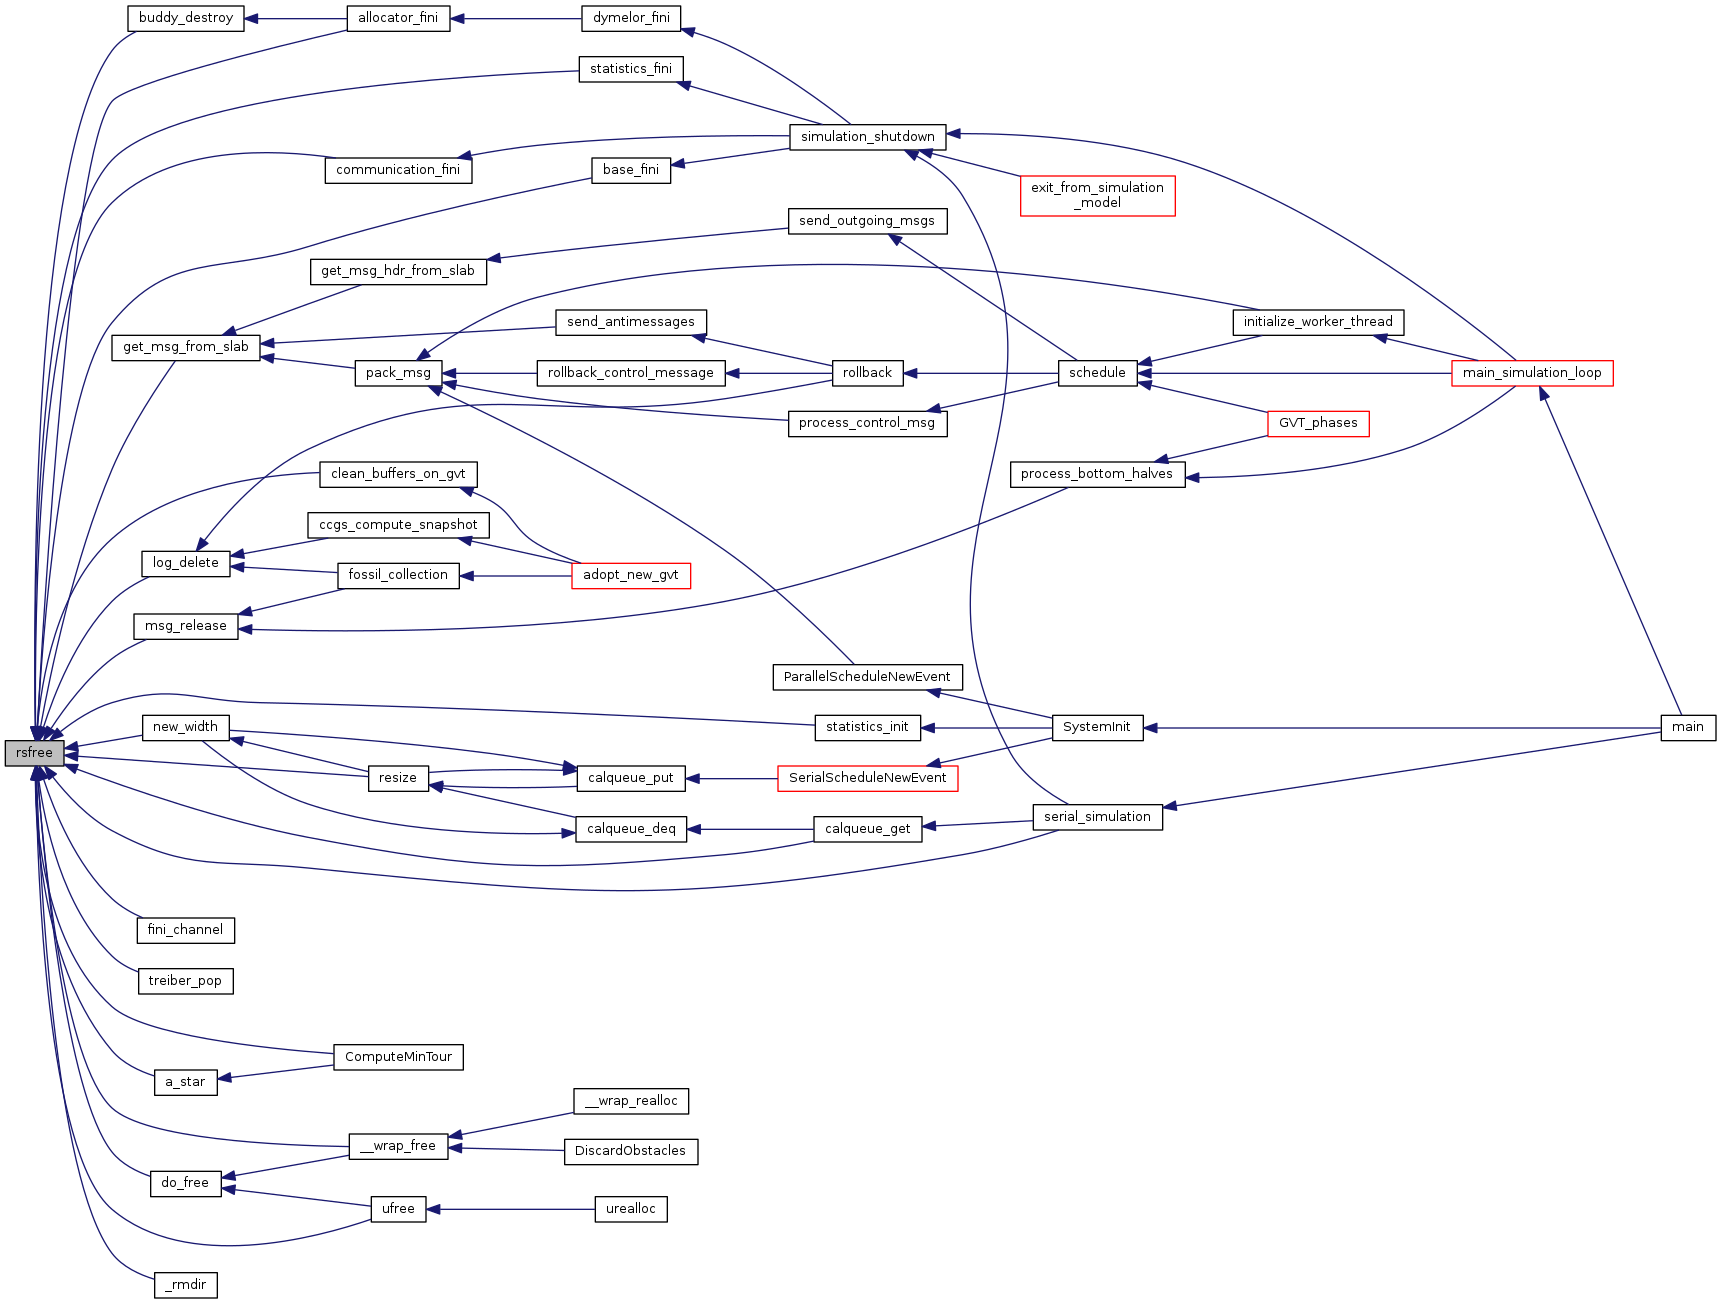 buddy_destroy
allocator_fini
dymelor_fini
statistics_fini
simulation_shutdown
communication_fini
base_fini
exit_from_simulation
_model
send_outgoing_msgs
get_msg_hdr_from_slab
send_antimessages
initialize_worker_thread
get_msg_from_slab
pack_msg
rollback_control_message
rollback
schedule
main_simulation_loop
process_control_msg
GVT_phases
clean_buffers_on_gvt
process_bottom_halves
ccgs_compute_snapshot
log_delete
fossil_collection
adopt_new_gvt
msg_release
ParallelScheduleNewEvent
new_width
statistics_init
SystemInit
main
rsfree
resize
calqueue_put
SerialScheduleNewEvent
calqueue_deq
calqueue_get
serial_simulation
fini_channel
treiber_pop
ComputeMinTour
a_star
__wrap_realloc
__wrap_free
DiscardObstacles
do_free
ufree
urealloc
_rmdir